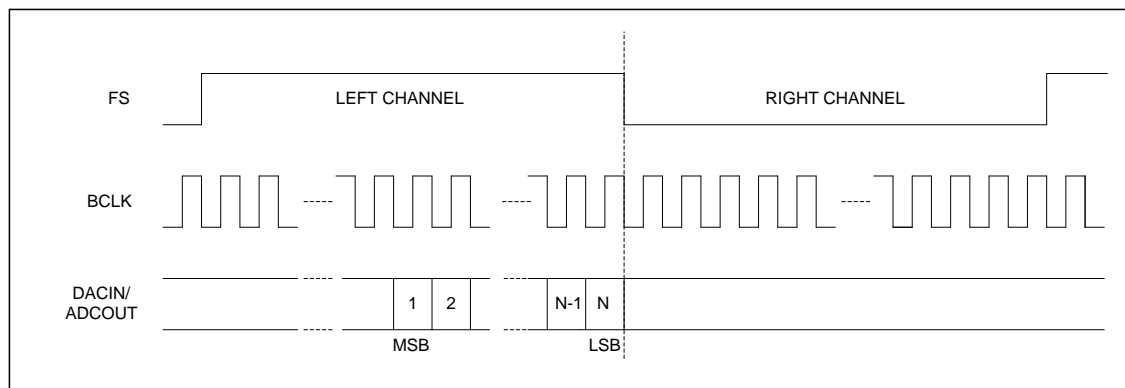 FS
LEFT CHANNEL
RIGHT CHANNEL
BCLK
DACIN/
ADCOUT
1
2
N-1
N
MSB
LSB